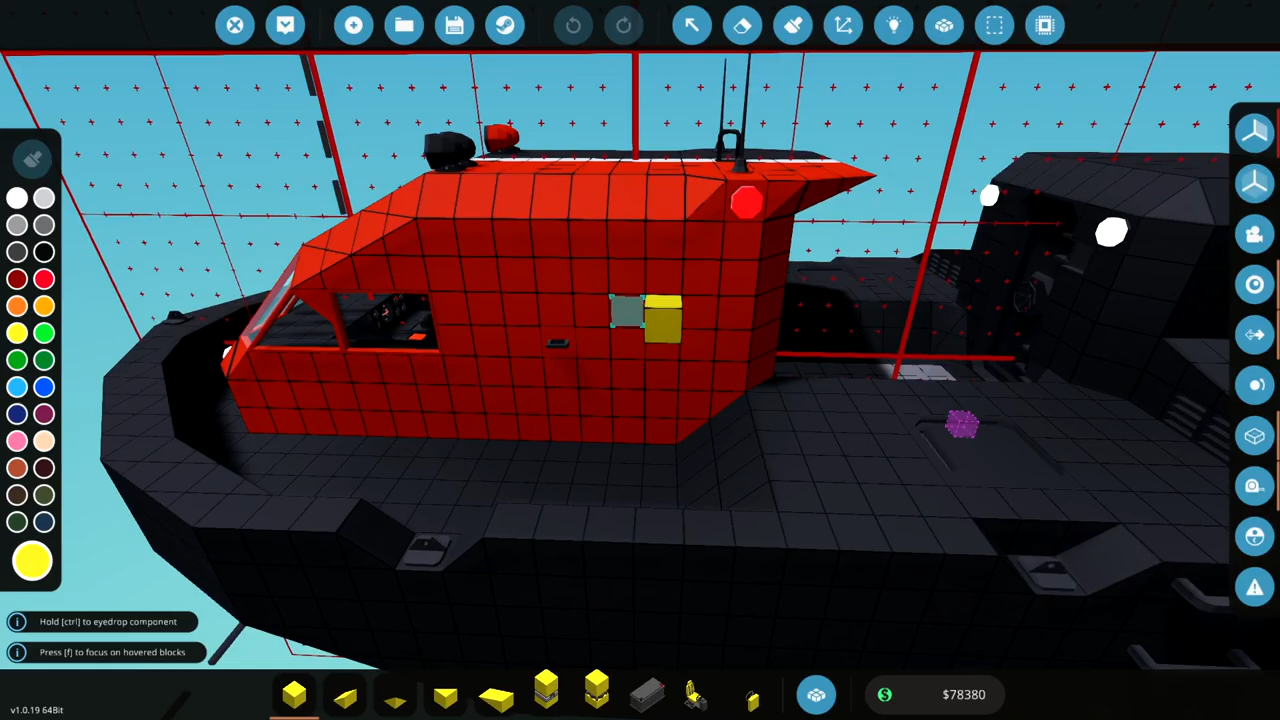 Hold [ctrl] to eyedrop component
Press [f] to focus on hovered blocks
v1.0.19 64Bit
$ $78380